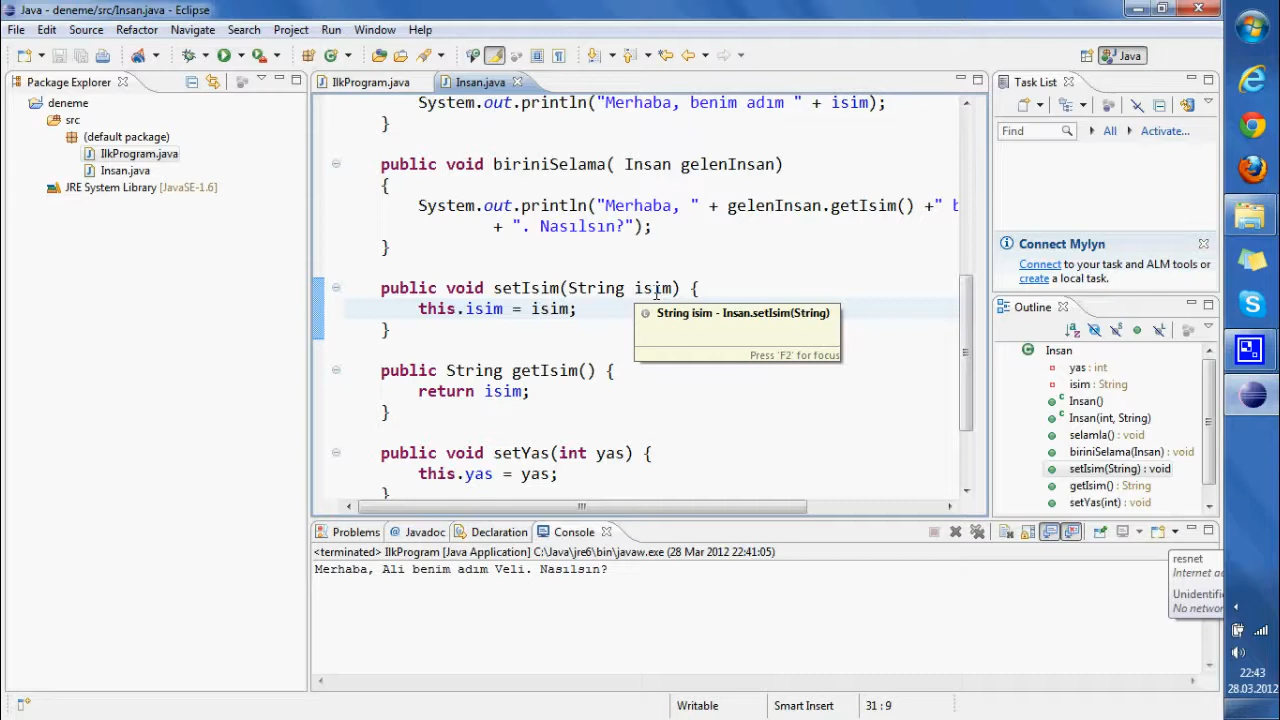 Java - deneme/src/Insan.java - Eclipse
File Edit Source Refactor Navigate Search Project Run Window Help
Java
Package Explorer
deneme
src
(default package)
IlkProgram.java
Insan.java
JRE System Library [JavaSE-1.6]
IlkProgram.java Insan.java
System.out.println("Merhaba, benim adım " + isim);
}
public void biriniSelama( Insan gelenInsan)
{
System.out.println("Merhaba, " + gelenInsan.getIsim() +" b
+ ". Nasılsın?");
}
public void setIsim(String isim) {
this.isim = isim;
}
String isim - Insan.setIsim(String)
Press 'F2' for focus
public String getIsim() {
return isim;
}
public void setYas(int yas) {
this.yas = yas;
}
Task List
Find All Activate...
Connect Mylyn
Connect to your task and ALM tools or
create a local task.
Outline
Insan
yas : int
isim : String
Insan()
Insan(int, String)
selamla() : void
biriniSelama(Insan) : void
setIsim(String) : void
getIsim() : String
setYas(int) : void
Problems @ Javadoc Declaration Console
<terminated> IlkProgram [Java Application] C:\Java\jre6\bin\javaw.exe (28 Mar 2012 22:41:05)
Merhaba, Ali benim adım Veli. Nasılsın?
resnet
Internet
Unidentifi
No networ
Writable Smart Insert 31 : 9
22:43
28.03.2012